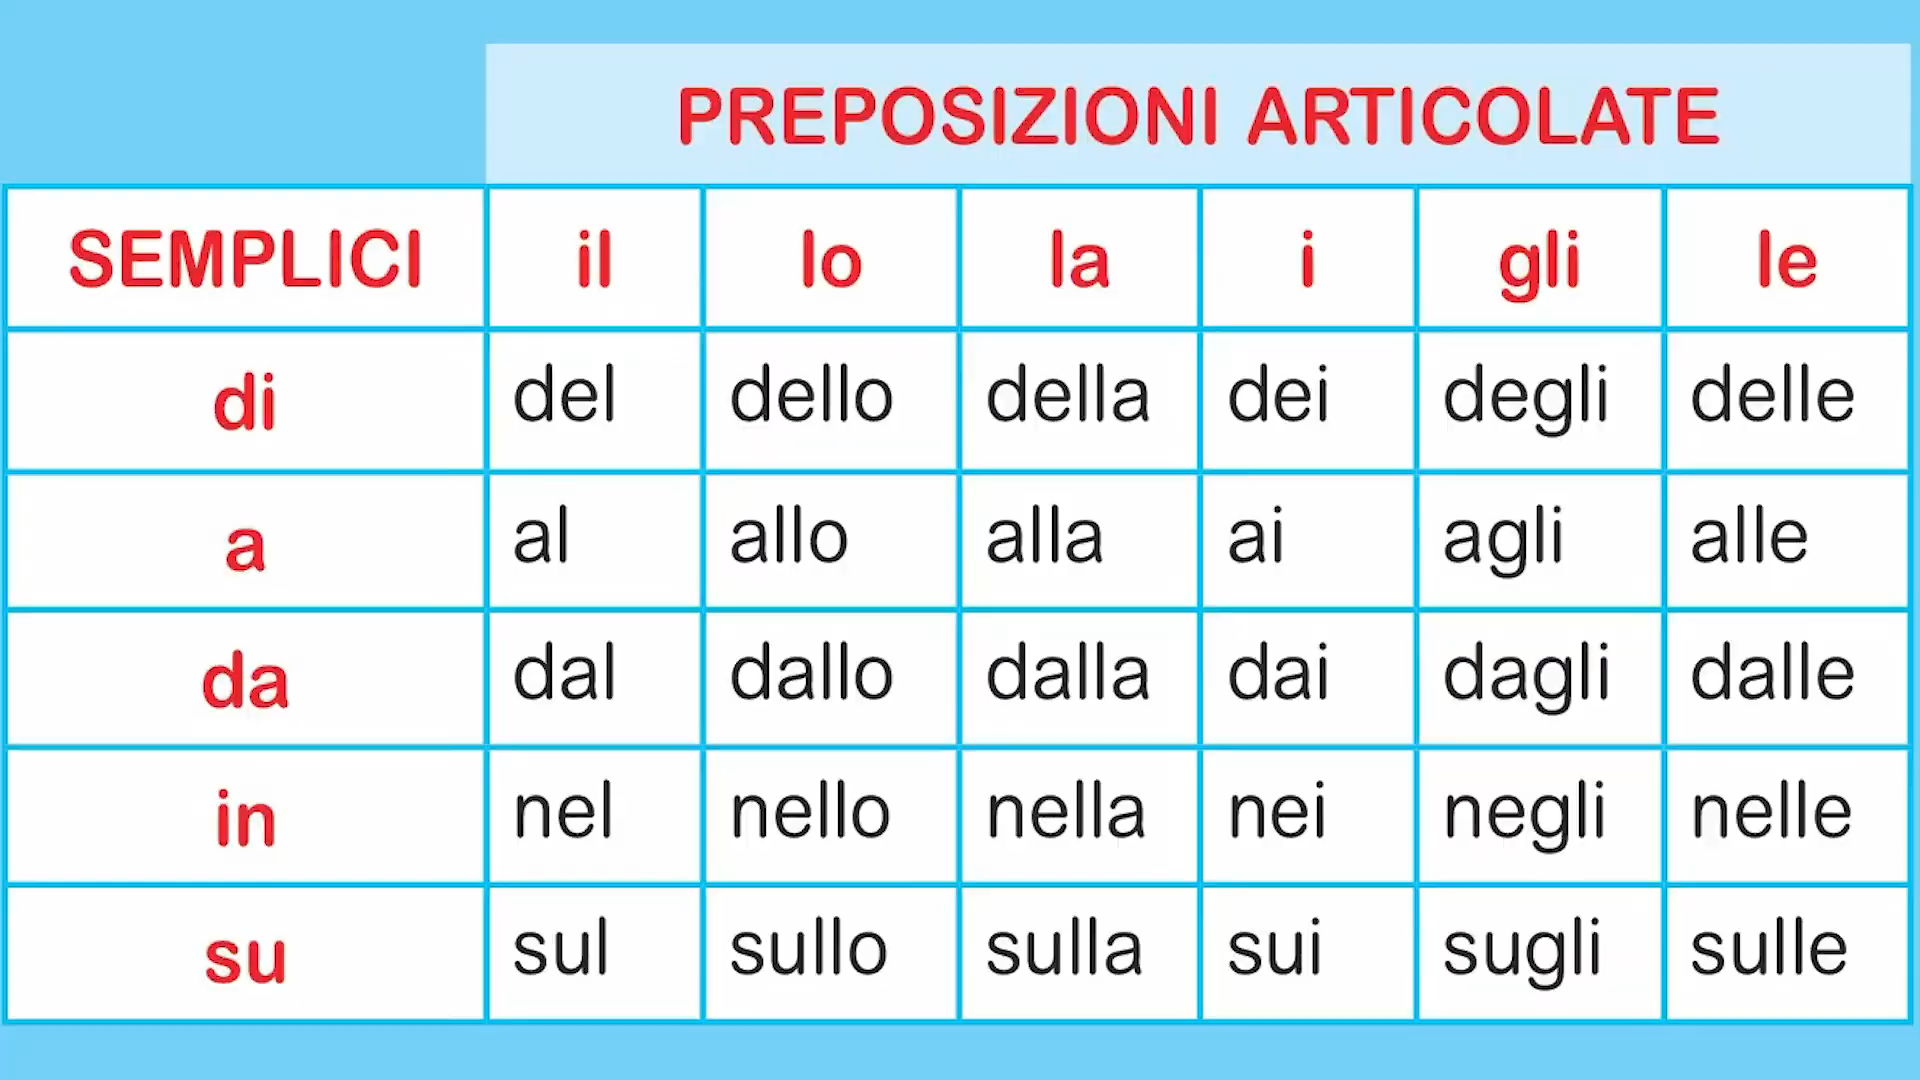 PREPOSIZIONI ARTICOLATE
SEMPLICI il lo la i gli le
di del dello della dei degli delle
a al allo alla ai agli alle
da dal dallo dalla dai dagli dalle
in nel nello nella nei negli nelle
su sul sullo sulla sui sugli sulle